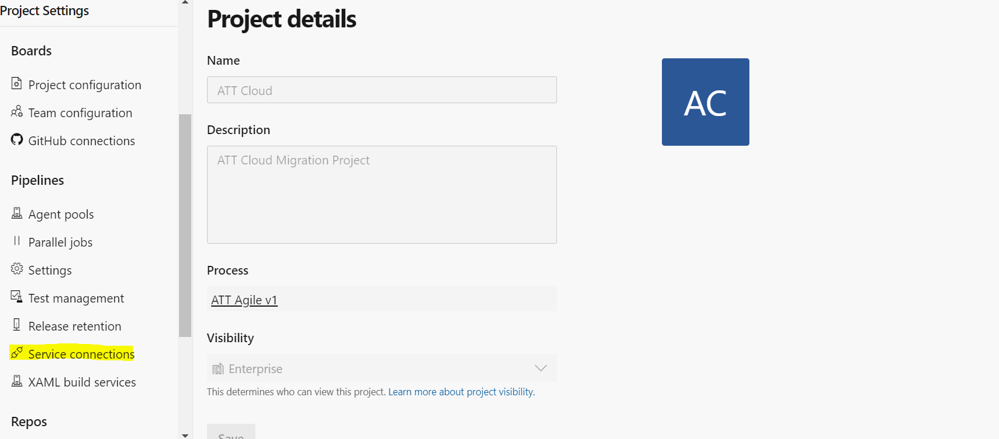 Project Settings
Boards
Project configuration
Team configuration
GitHub connections
Pipelines
Agent pools
Parallel jobs
Settings
Test management
Release retention
Service connections
XAML build services
Repos
Project details
Name
ATT Cloud
Description
ATT Cloud Migration Project
Process
ATT Agile v1
Visibility
Enterprise
This determines who can view this project. Learn more about project visibility.
Save
AC